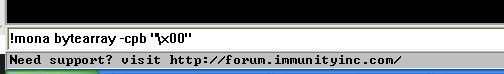 !mona bytearray -cpb "\x00"
Need support? visit http://forum.immunityinc.com/